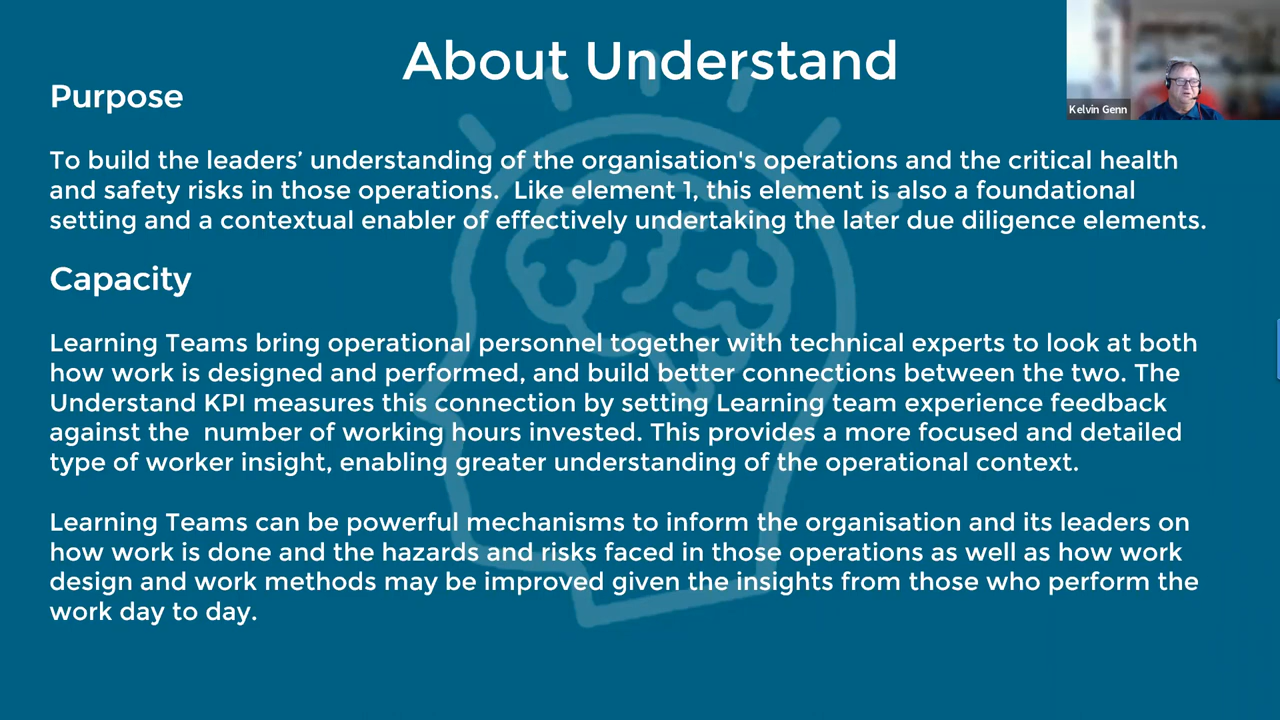 About Understand
Purpose
Kelvin Genn
To build the leaders’ understanding of the organisation's operations and the critical health
and safety risks in those operations.  Like element 1, this element is also a foundational
setting and a contextual enabler of effectively undertaking the later due diligence elements.
Capacity
Learning Teams bring operational personnel together with technical experts to look at both
how work is designed and performed, and build better connections between the two. The
Understand KPI measures this connection by setting Learning team experience feedback
against the  number of working hours invested. This provides a more focused and detailed
type of worker insight, enabling greater understanding of the operational context.
Learning Teams can be powerful mechanisms to inform the organisation and its leaders on
how work is done and the hazards and risks faced in those operations as well as how work
design and work methods may be improved given the insights from those who perform the
work day to day.